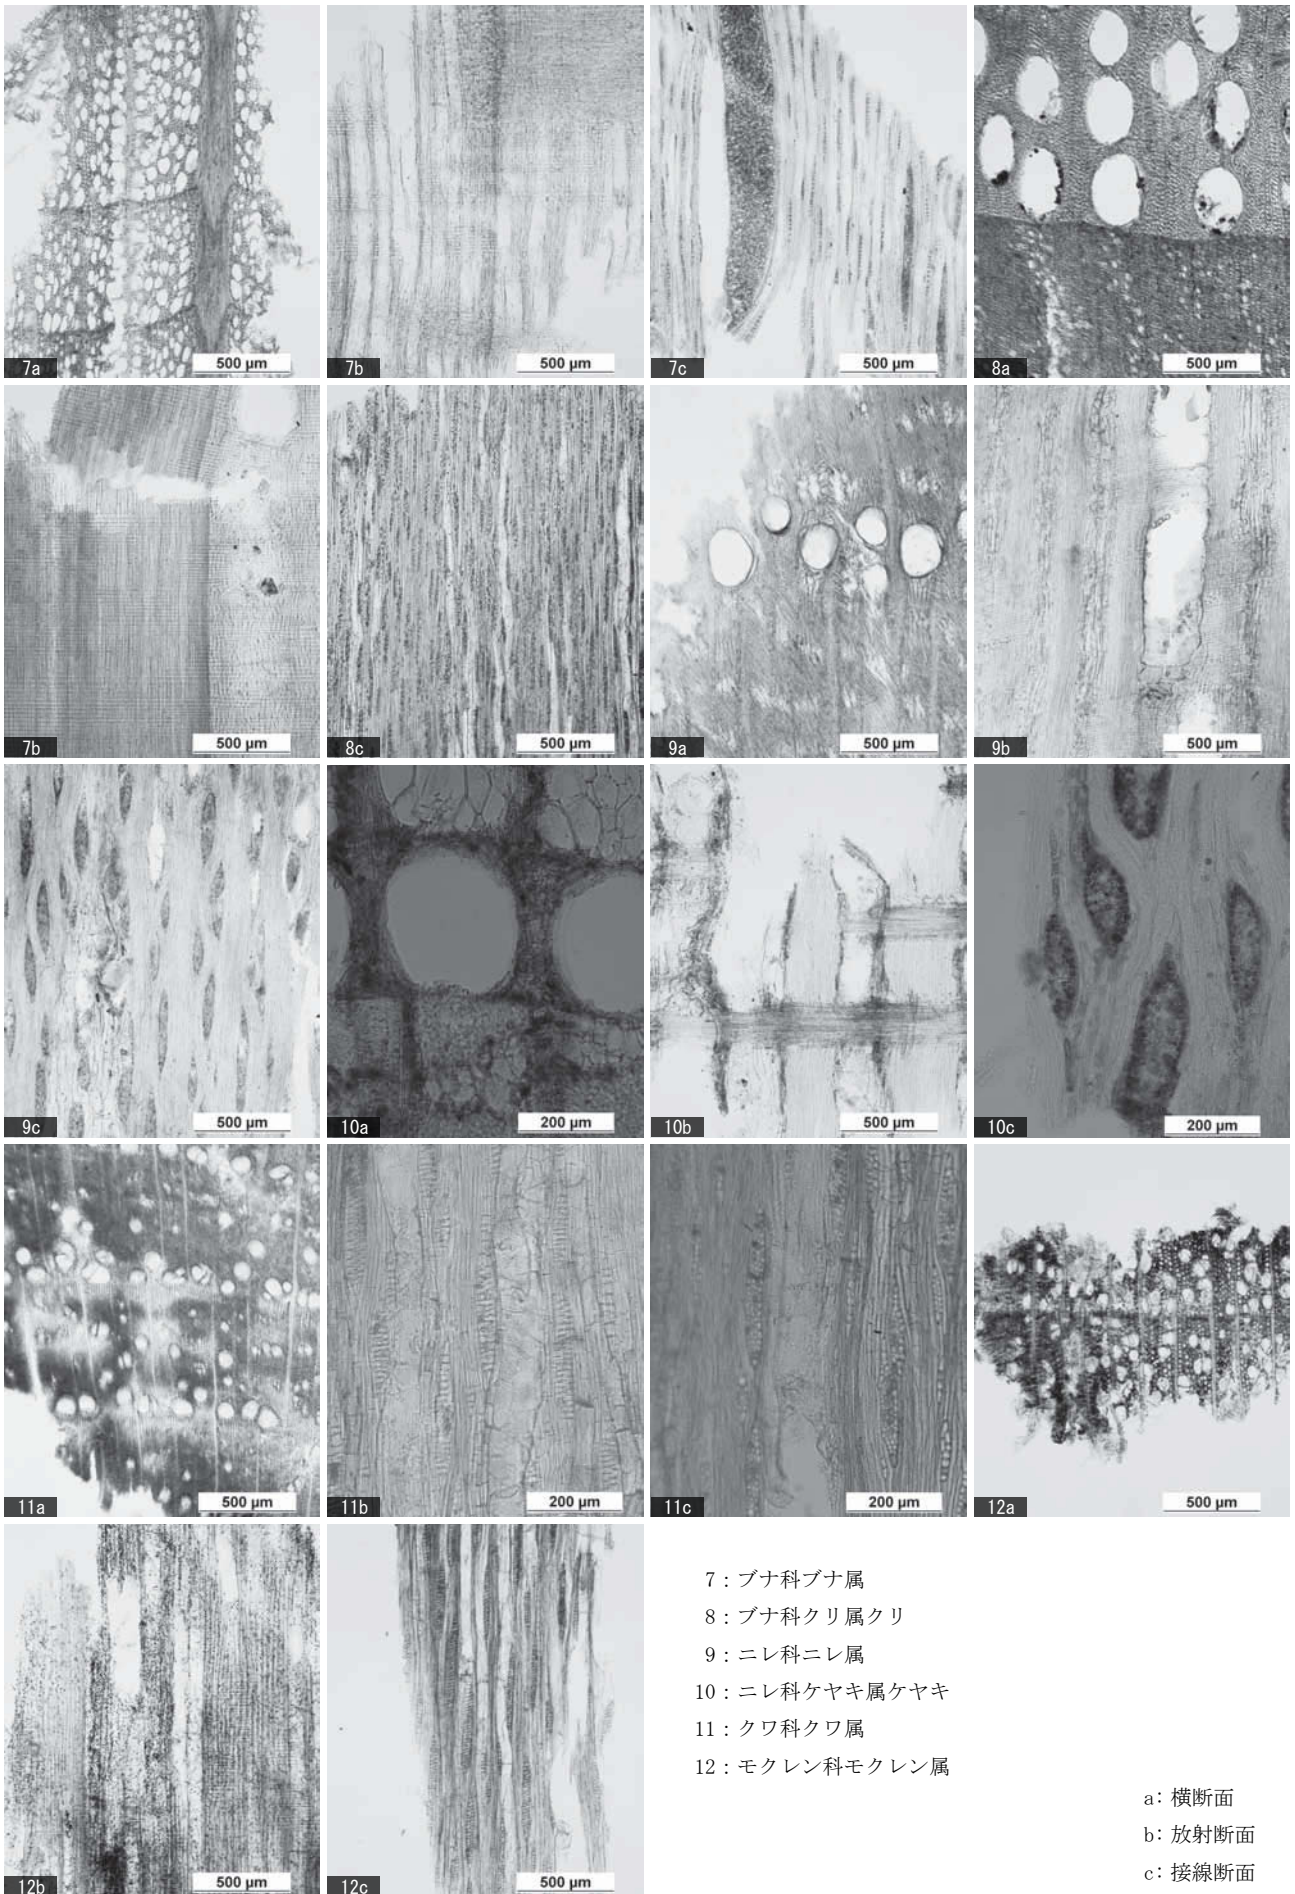 7a
500 μm
7b
500 μm
7c
500 μm
8a
500 μm
7b
500 μm
8c
500 μm
9a
500 μm
9b
500 μm
9c
500 μm
10a
200 μm
10b
500 μm
10c
200 μm
11a
500 μm
11b
200 μm
11c
200 μm
12a
500 μm
12b
500 μm
12c
500 μm
7：ブナ科ブナ属
8：ブナ科クリ属クリ
9：ニレ科ニレ属
10：ニレ科ケヤキ属ケヤキ
11：クワ科クワ属
12：モクレン科モクレン属
a：横断面
b：放射断面
c：接線断面